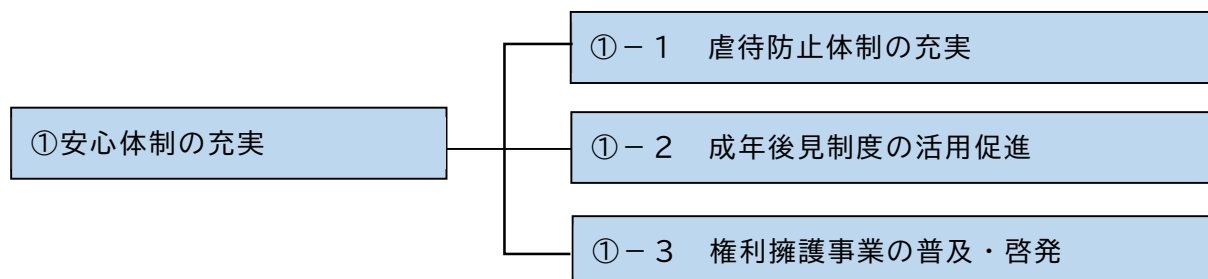 ①－１　虐待防止体制の充実
①安心体制の充実
①－２　成年後見制度の活用促進
①－３　権利擁護事業の普及・啓発